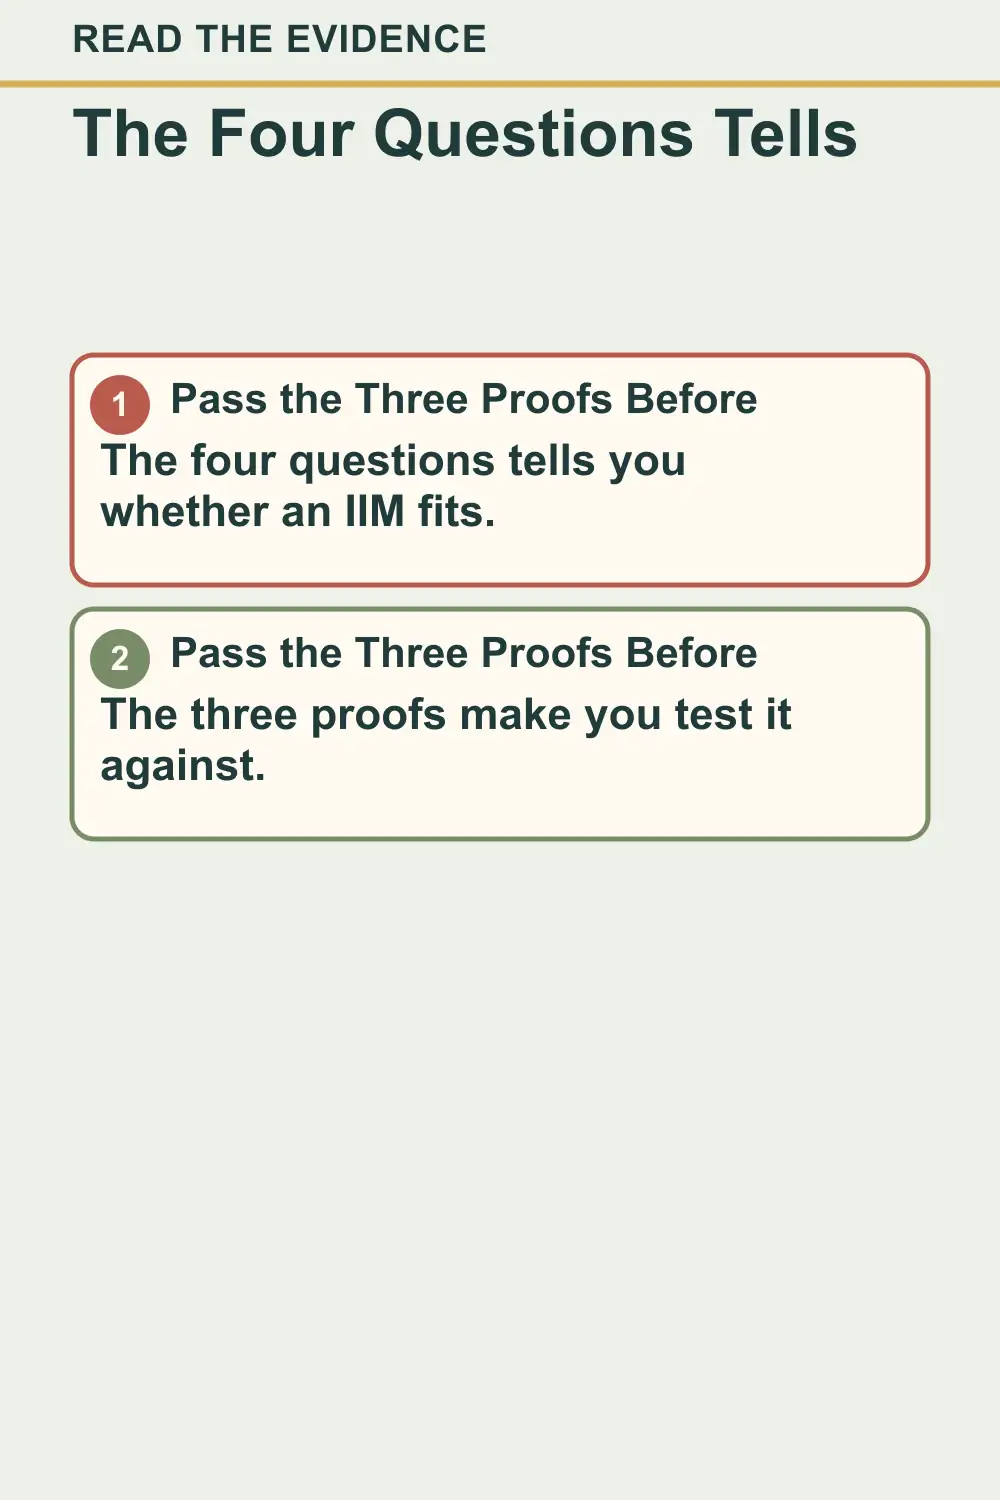 READ THE EVIDENCE
The Four Questions Tells
1 Pass the Three Proofs Before
The four questions tells you
whether an IIM fits.
2 Pass the Three Proofs Before
The three proofs make you test it
against.